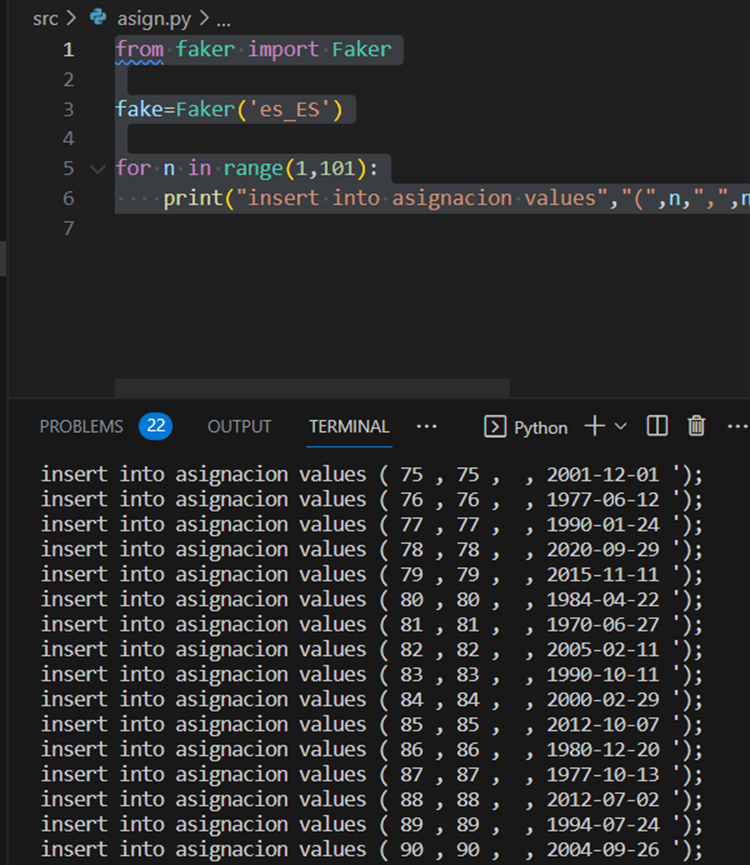 src > asign.py > ...
1 from faker import Faker
2
3 fake=Faker('es_ES')
4
5 for n in range(1,101):
6 print("insert into asignacion values","(",n,",",n
7
PROBLEMS 22 OUTPUT TERMINAL ... Python
insert into asignacion values ( 75 , 75 ,  , 2001-12-01 ');
insert into asignacion values ( 76 , 76 ,  , 1977-06-12 ');
insert into asignacion values ( 77 , 77 ,  , 1990-01-24 ');
insert into asignacion values ( 78 , 78 ,  , 2020-09-29 ');
insert into asignacion values ( 79 , 79 ,  , 2015-11-11 ');
insert into asignacion values ( 80 , 80 ,  , 1984-04-22 ');
insert into asignacion values ( 81 , 81 ,  , 1970-06-27 ');
insert into asignacion values ( 82 , 82 ,  , 2005-02-11 ');
insert into asignacion values ( 83 , 83 ,  , 1990-10-11 ');
insert into asignacion values ( 84 , 84 ,  , 2000-02-29 ');
insert into asignacion values ( 85 , 85 ,  , 2012-10-07 ');
insert into asignacion values ( 86 , 86 ,  , 1980-12-20 ');
insert into asignacion values ( 87 , 87 ,  , 1977-10-13 ');
insert into asignacion values ( 88 , 88 ,  , 2012-07-02 ');
insert into asignacion values ( 89 , 89 ,  , 1994-07-24 ');
insert into asignacion values ( 90 , 90 ,  , 2004-09-26 ');